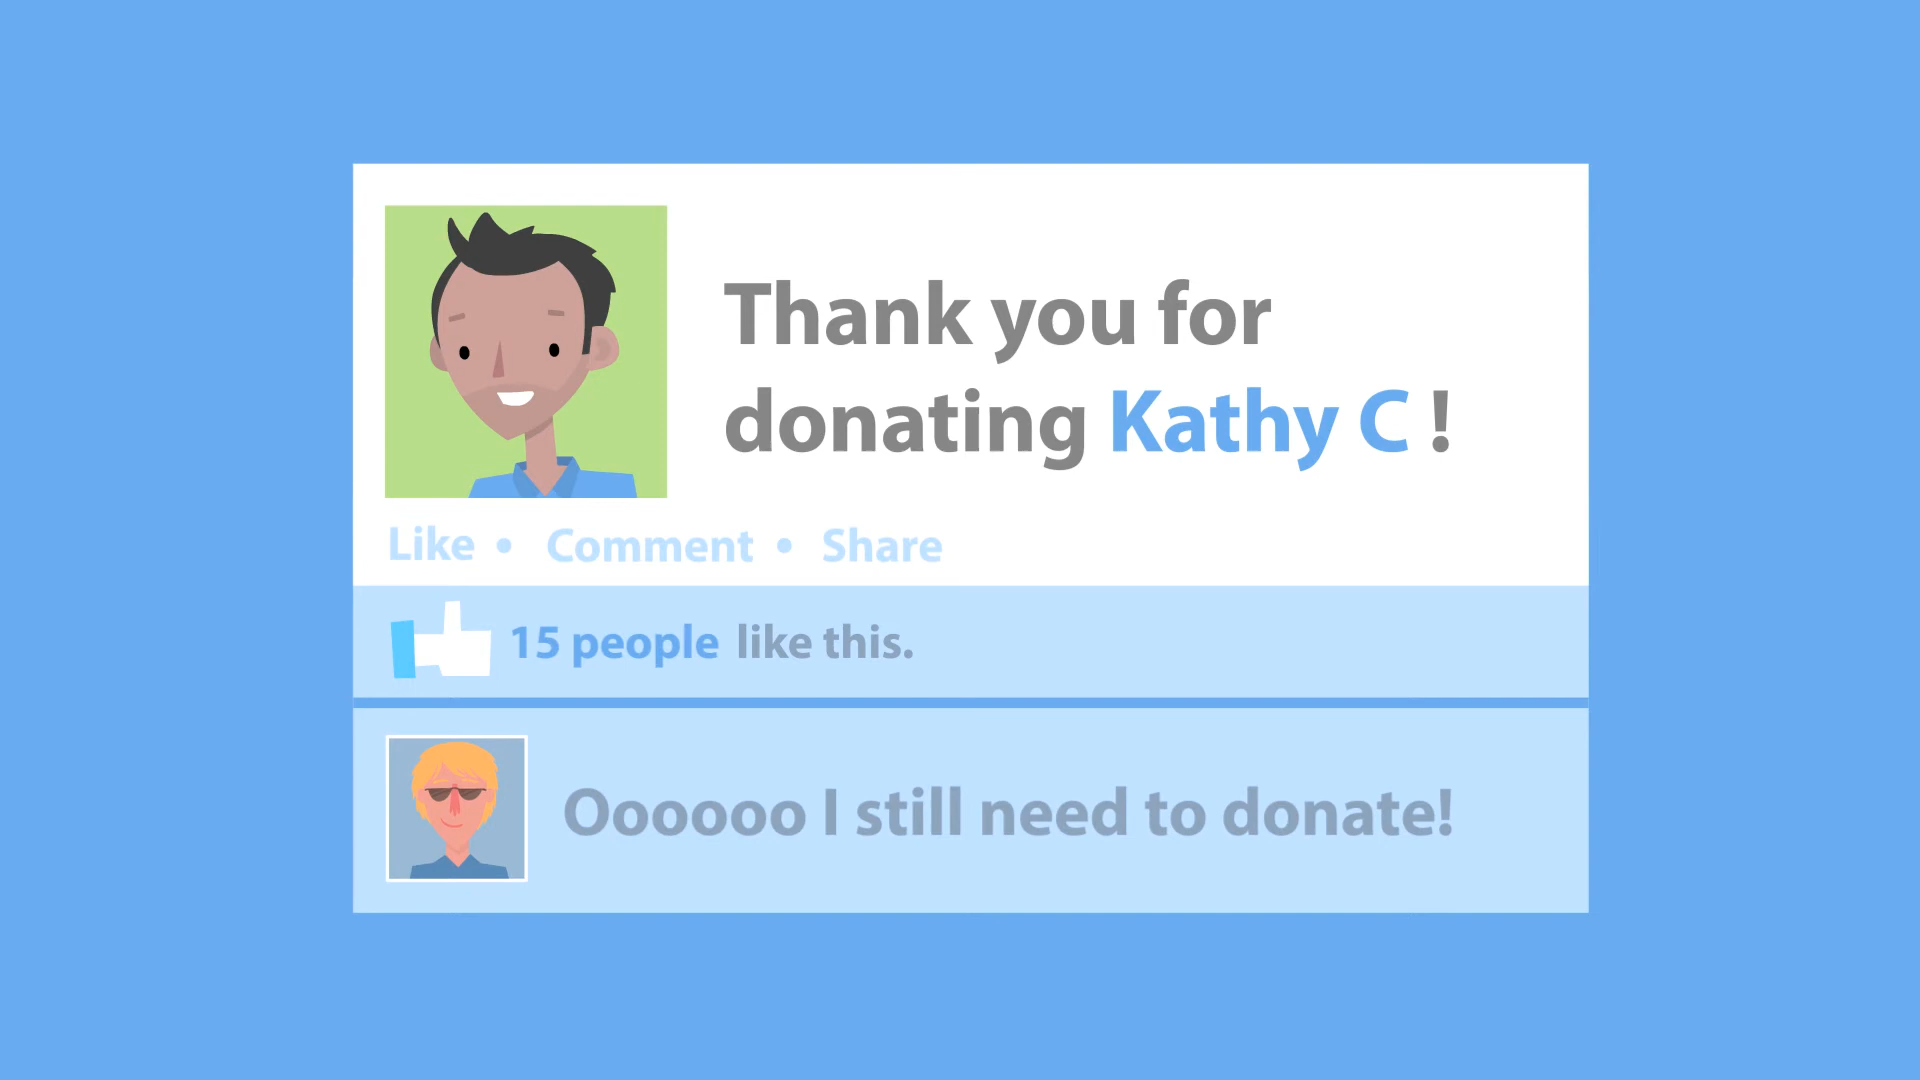 Thank you for
donating Kathy C !
Like • Comment • Share
15 people like this.
Oooooo I still need to donate!